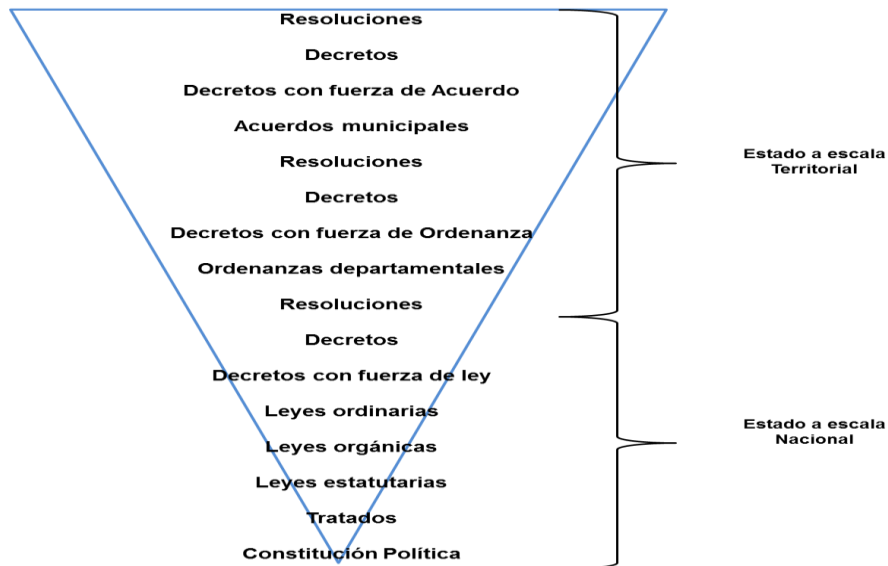 Resoluciones
Decretos
Decretos con fuerza de Acuerdo
Acuerdos municipales
Resoluciones
Decretos
Decretos con fuerza de Ordenanza
Ordenanzas departamentales
Resoluciones
Decretos
Decretos con fuerza de ley
Leyes ordinarias
Leyes orgánicas
Leyes estatutarias
Tratados
Constitución Política
Estado a escala
Territorial
Estado a escala
Nacional